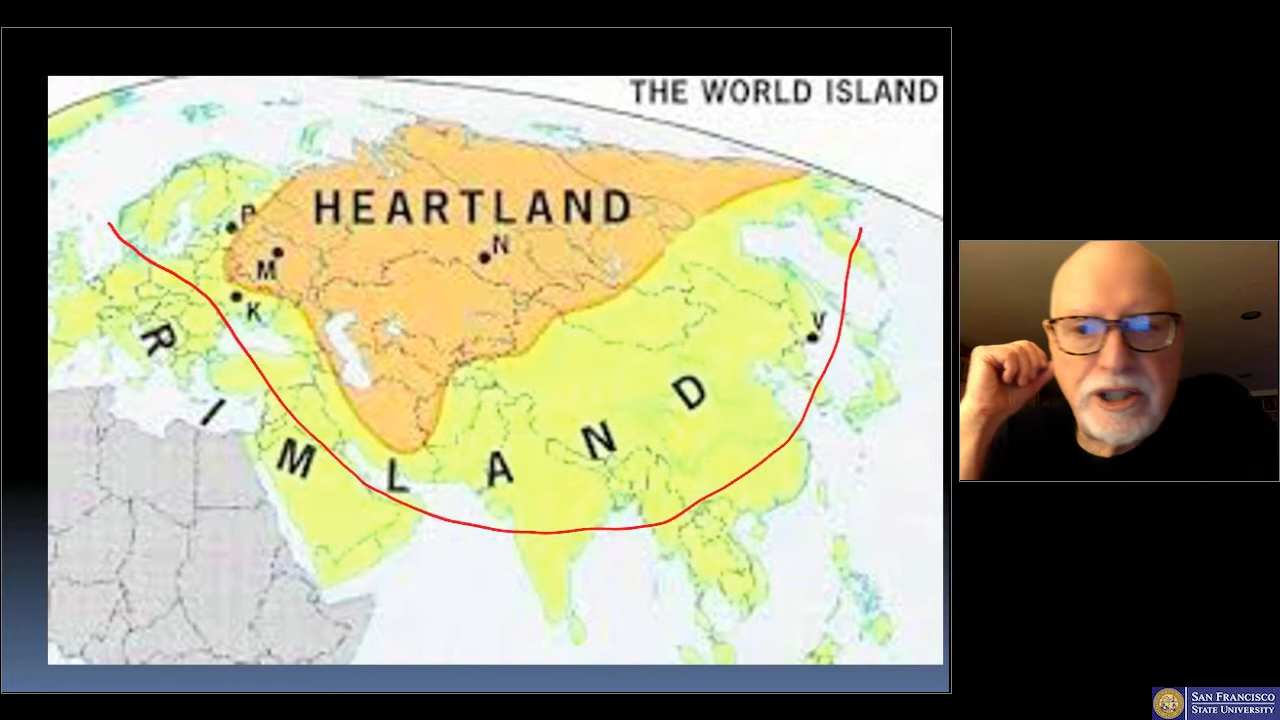 THE WORLD ISLAND
HEARTLAND
P
N
M
K
V
RIMLAND
SAN FRANCISCO
STATE UNIVERSITY